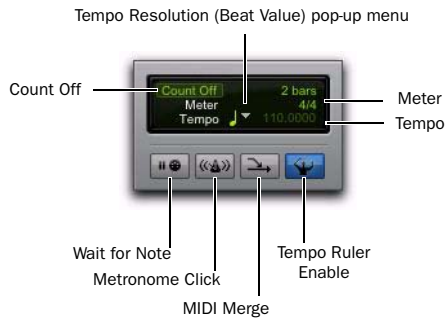 Tempo Resolution (Beat Value) pop-up menu
Count Off
Count Off 2 bars
Meter 4/4
Tempo 110.0000
Meter
Tempo
Wait for Note
Metronome Click
MIDI Merge
Tempo Ruler
Enable